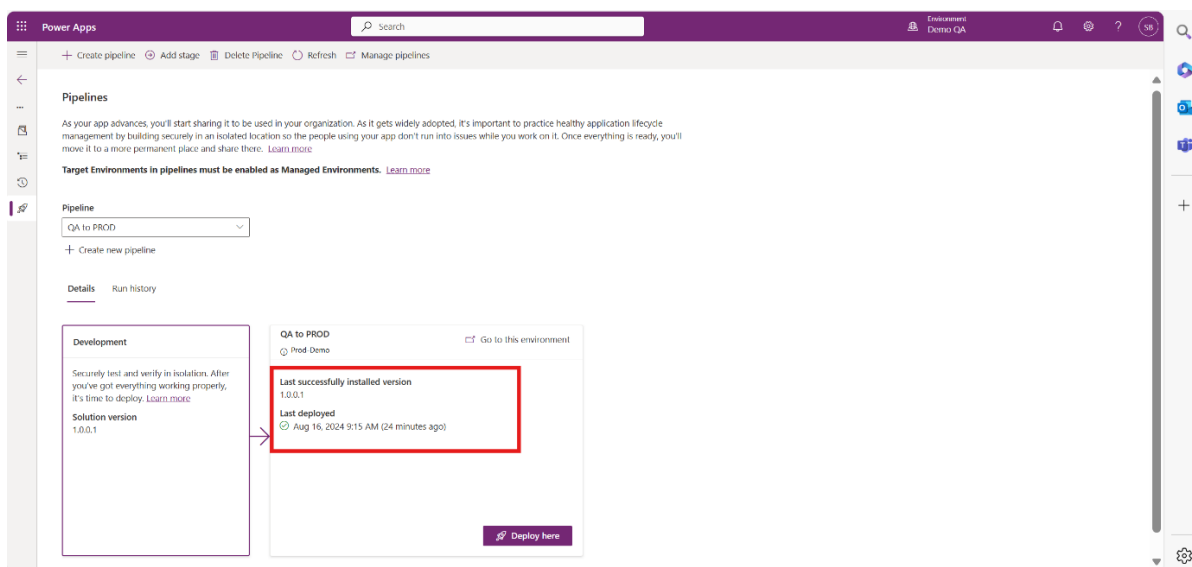 Power Apps
Search
Environment
Demo QA
SB
Create pipeline
Add stage
Delete Pipeline
Refresh
Manage pipelines
Pipelines
As your app advances, you'll start sharing it to be used in your organization. As it gets widely adopted, it's important to practice healthy application lifecycle
management by building securely in an isolated location so the people using your app don't run into issues while you work on it. Once everything is ready, you'll
move it to a more permanent place and share there. Learn more
Target Environments in pipelines must be enabled as Managed Environments. Learn more
Pipeline
QA to PROD
Create new pipeline
Details
Run history
Development
Securely test and verify in isolation. After
you've got everything working properly,
it's time to deploy. Learn more
Solution version
1.0.0.1
QA to PROD
Prod-Demo
Go to this environment
Last successfully installed version
1.0.0.1
Last deployed
Aug 16, 2024 9:15 AM (24 minutes ago)
Deploy here